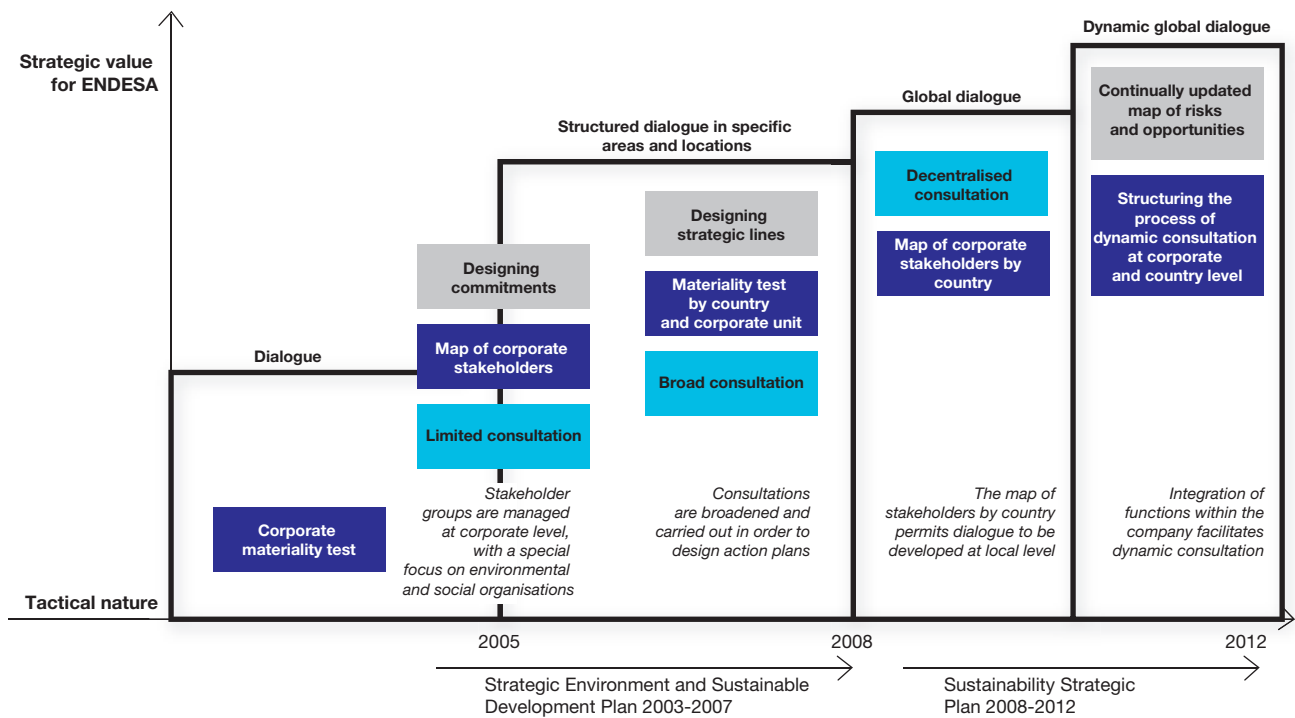 Strategic value
for ENDESA
Tactical nature
Dialogue
Corporate
materiality test
Designing
commitments
Map of corporate
stakeholders
Limited consultation
Stakeholder
groups are managed
at corporate level,
with a special
focus on environmental
and social organisations
Structured dialogue in specific
areas and locations
Designing
strategic lines
Materiality test
by country
and corporate unit
Broad consultation
Consultations
are broadened and
carried out in order to
design action plans
Global dialogue
Decentralised
consultation
Map of corporate
stakeholders by
country
The map of
stakeholders by country
permits dialogue to be
developed at local level
Dynamic global dialogue
Continually updated
map of risks
and opportunities
Structuring the
process of
dynamic consultation
at corporate
and country level
Integration of
functions within the
company facilitates
dynamic consultation
2005
2008
2012
Strategic Environment and Sustainable
Development Plan 2003-2007
Sustainability Strategic
Plan 2008-2012